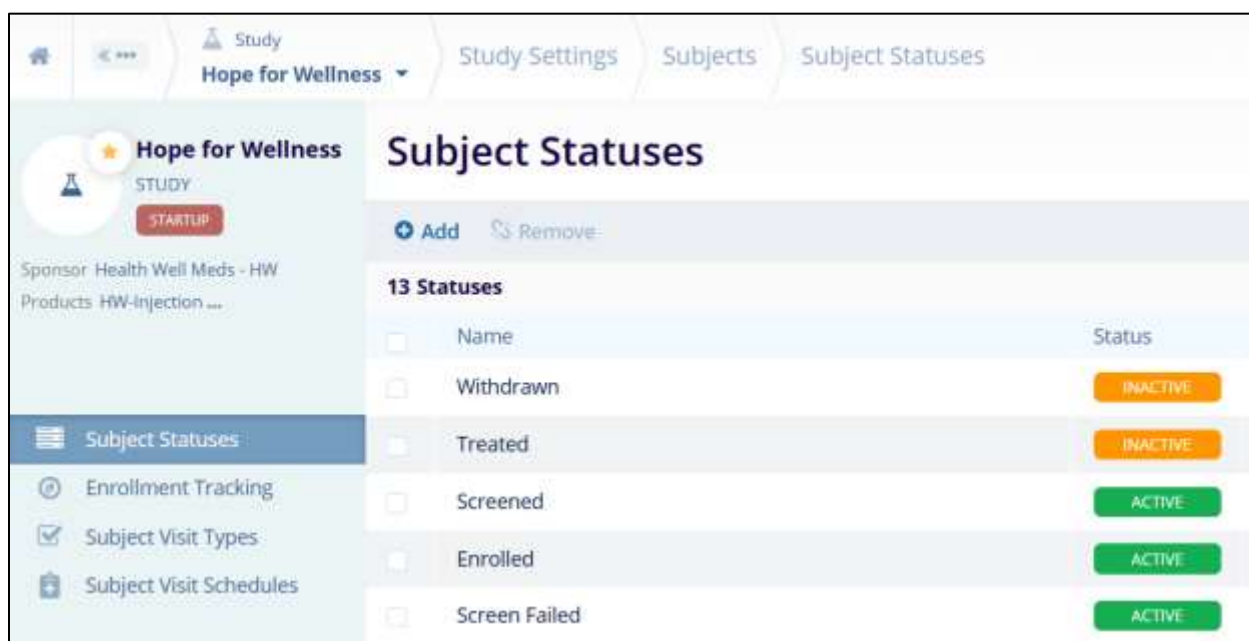 Study
Hope for Wellness
Study Settings
Subjects
Subject Statuses
Hope for Wellness
STUDY
STARTUP
Sponsor Health Well Meds - HW
Products HW-Injection ...
Subject Statuses
Enrollment Tracking
Subject Visit Types
Subject Visit Schedules
Subject Statuses
Add Remove
13 Statuses
Name Status
Withdrawn INACTIVE
Treated INACTIVE
Screened ACTIVE
Enrolled ACTIVE
Screen Failed ACTIVE